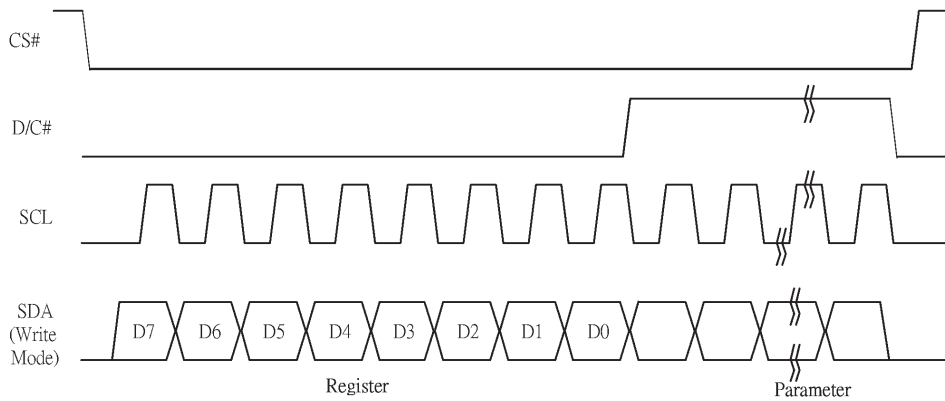 CS#
D/C#
SCL
SDA
(Write
Mode)
D7 D6 D5 D4 D3 D2 D1 D0
Register
Parameter